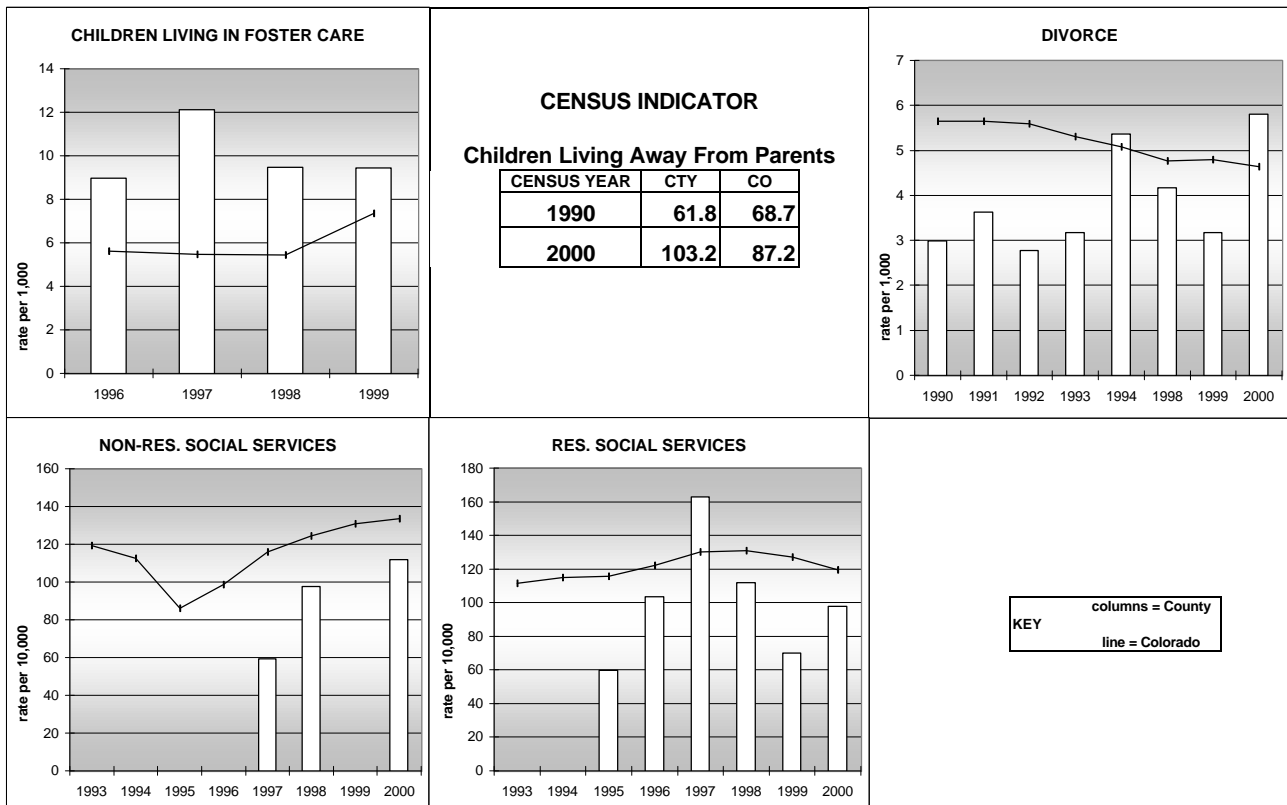 CHILDREN LIVING IN FOSTER CARE
14
12
10
8
6
4
2
0
rate per 1,000
1996 1997 1998 1999
CENSUS INDICATOR
Children Living Away From Parents
CENSUS YEAR CTY CO
1990 61.8 68.7
2000 103.2 87.2
DIVORCE
7
6
5
4
3
2
1
0
rate per 1,000
1990 1991 1992 1993 1994 1998 1999 2000
NON-RES. SOCIAL SERVICES
160
140
120
100
80
60
40
20
0
rate per 10,000
1993 1994 1995 1996 1997 1998 1999 2000
RES. SOCIAL SERVICES
180
160
140
120
100
80
60
40
20
0
rate per 10,000
1993 1994 1995 1996 1997 1998 1999 2000
columns = County
KEY
line = Colorado